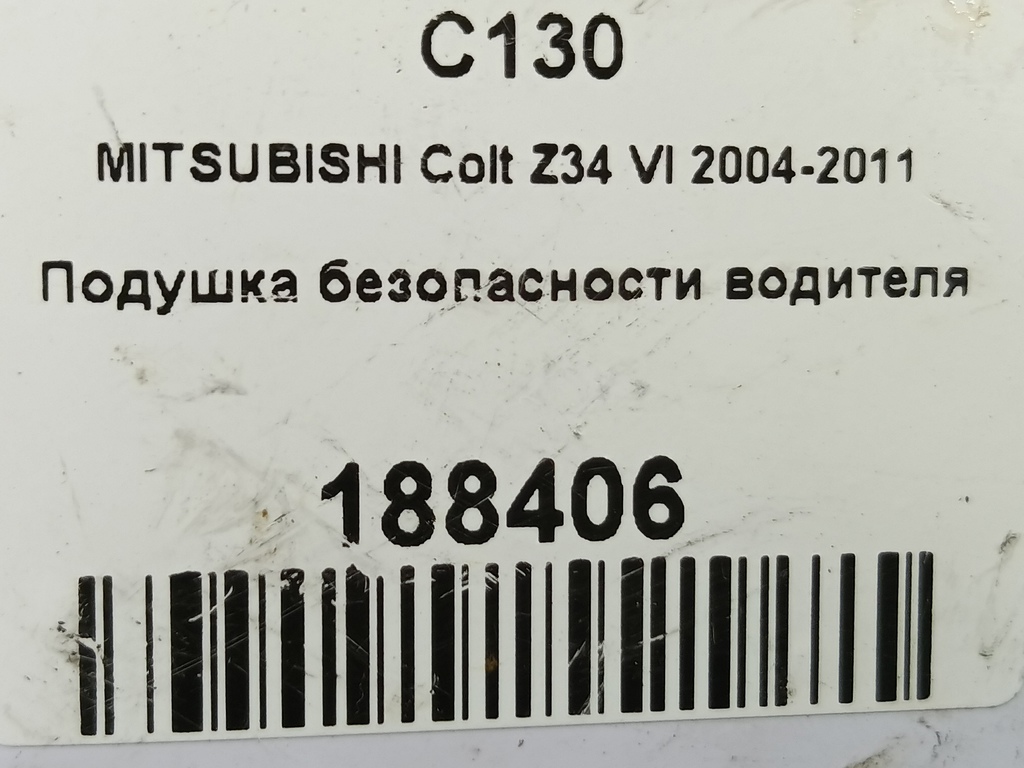 C130
MITSUBISHI Colt Z34 VI 2004-2011
Подушка безопасности водителя
188406